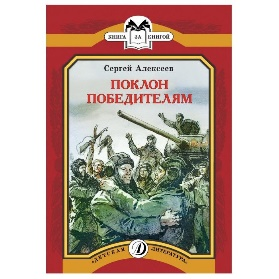 КНИГА ЗА КНИГОЙ
Сергей Алексеев
ПОКЛОН
ПОБЕДИТЕЛЯМ
«ДЕТСКАЯ ЛИТЕРАТУРА»